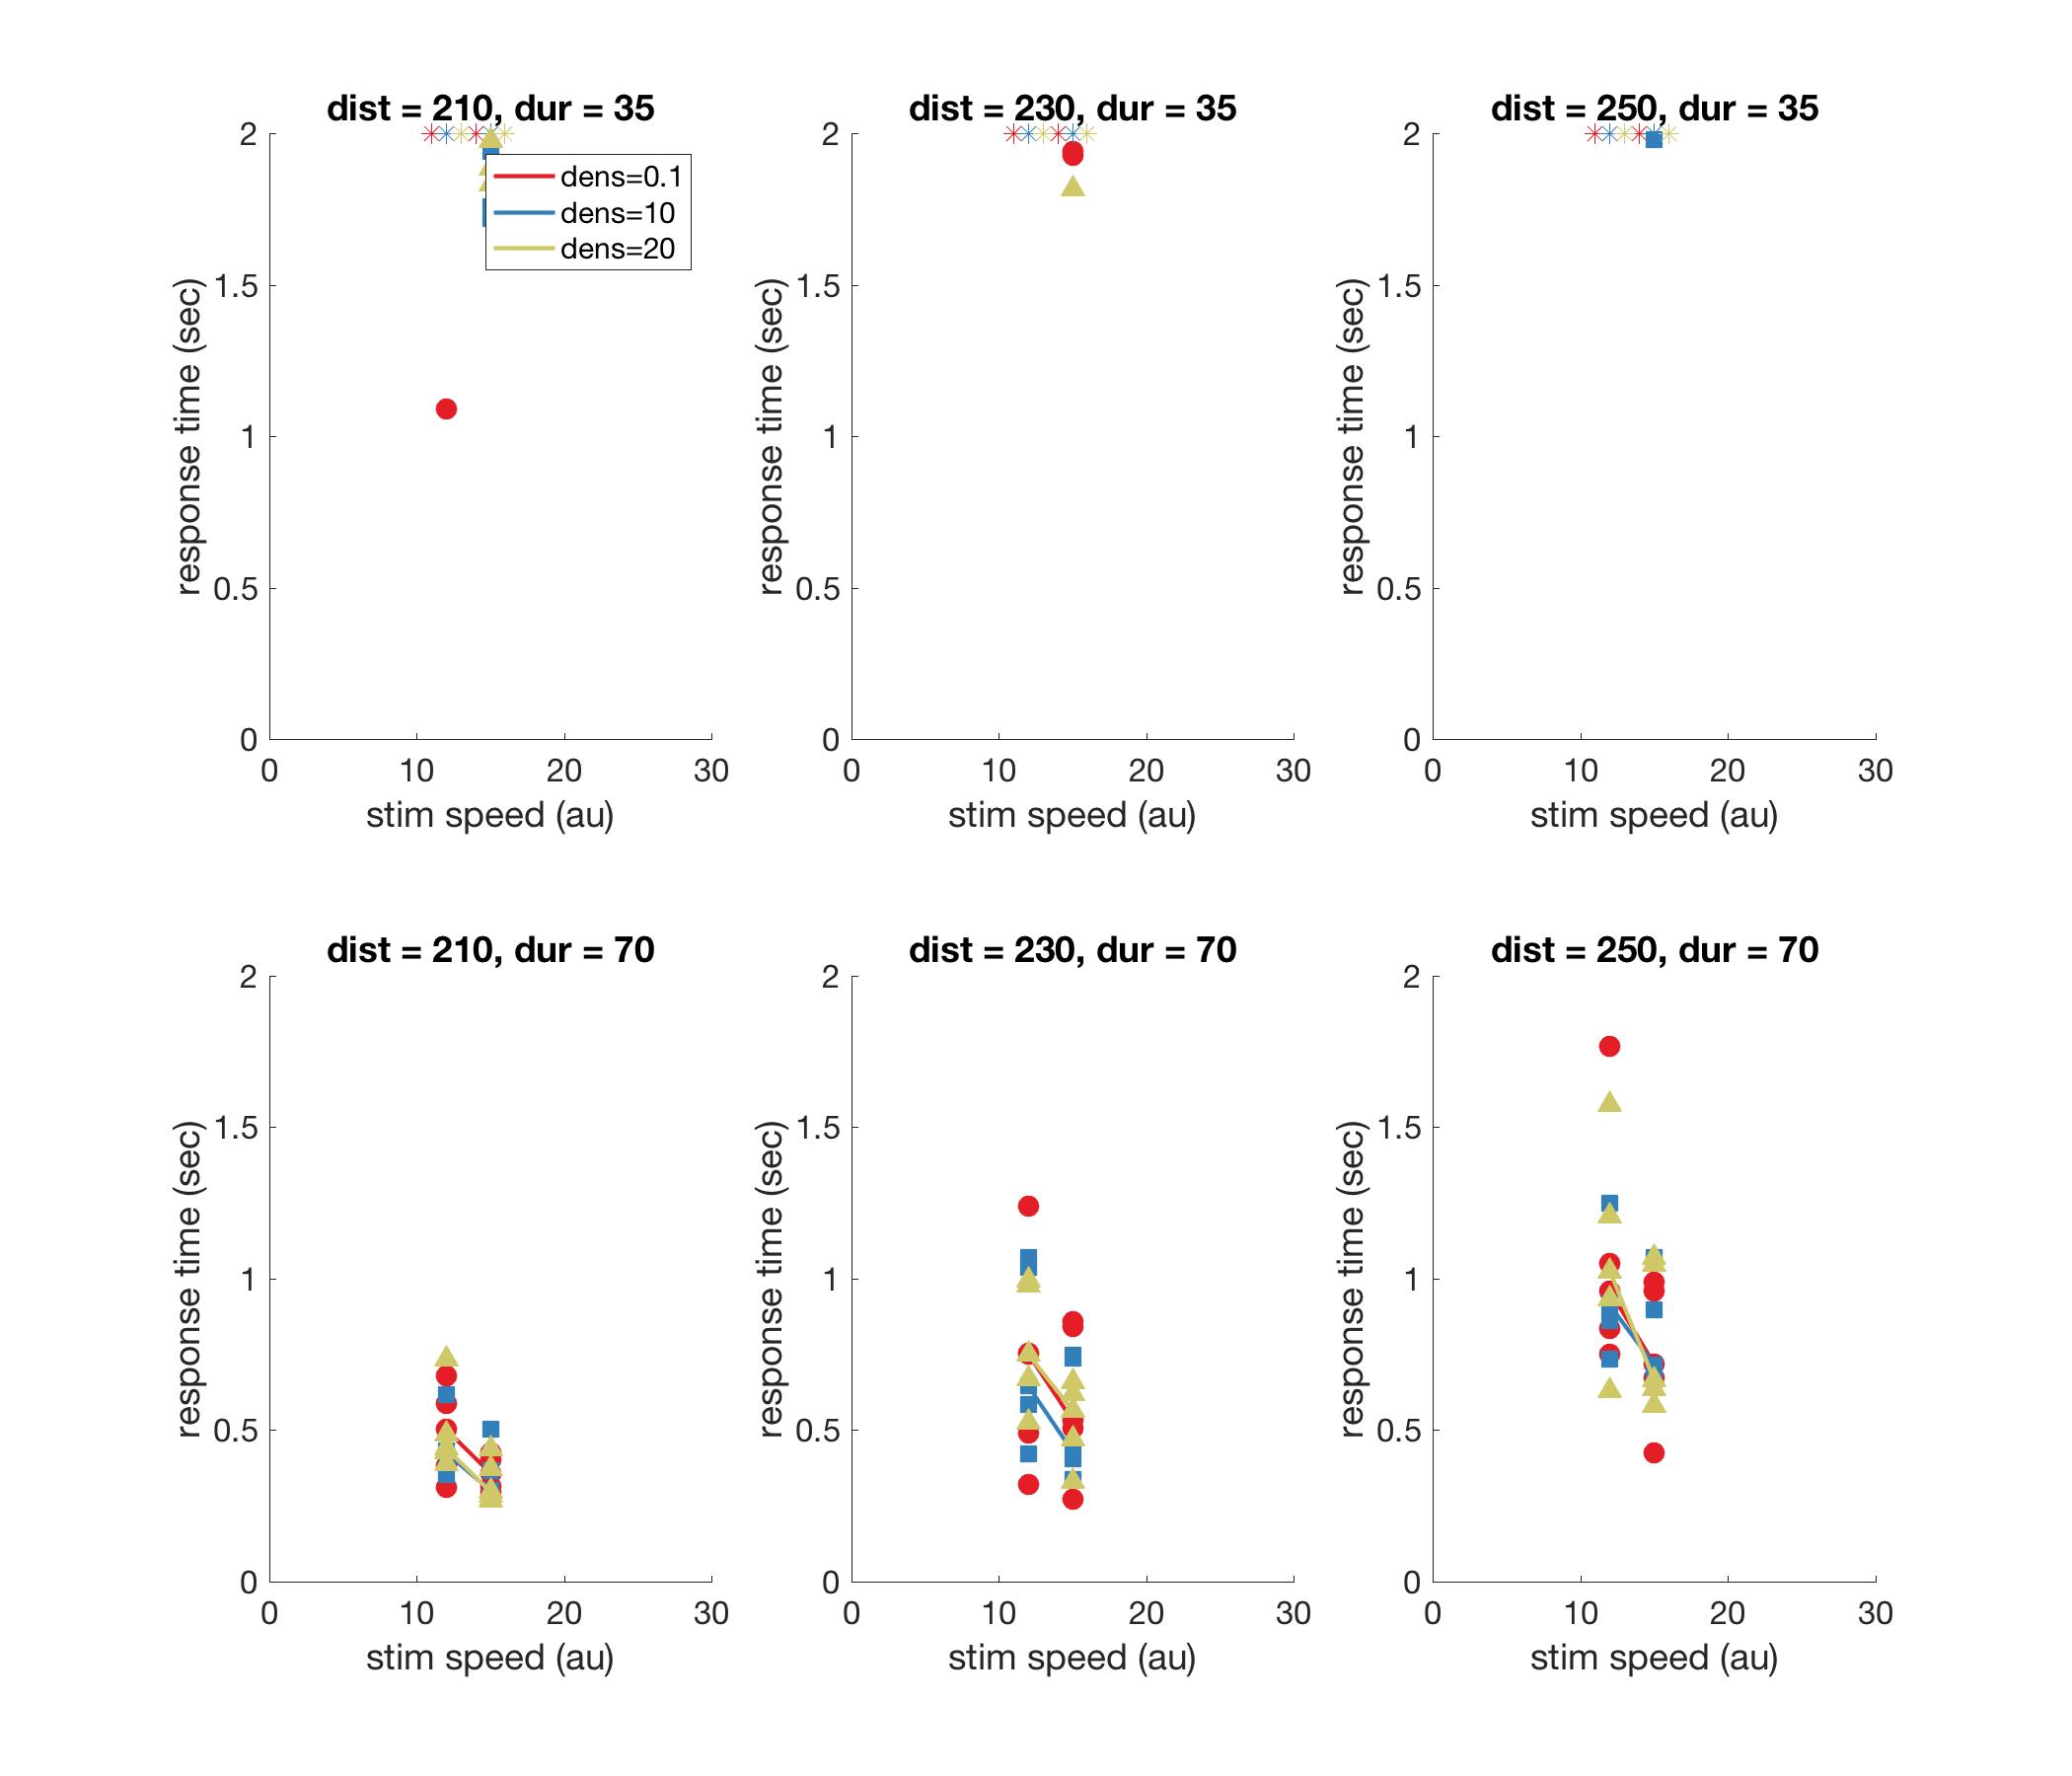 dist = 210, dur = 35
dist = 230, dur = 35
dist = 250, dur = 35
2
1.5
1
0.5
0
0
10
20
30
response time (sec)
stim speed (au)
dens=0.1
dens=10
dens=20
2
1.5
1
0.5
0
0
10
20
30
response time (sec)
stim speed (au)
2
1.5
1
0.5
0
0
10
20
30
response time (sec)
stim speed (au)
dist = 210, dur = 70
dist = 230, dur = 70
dist = 250, dur = 70
2
1.5
1
0.5
0
0
10
20
30
response time (sec)
stim speed (au)
2
1.5
1
0.5
0
0
10
20
30
response time (sec)
stim speed (au)
2
1.5
1
0.5
0
0
10
20
30
response time (sec)
stim speed (au)